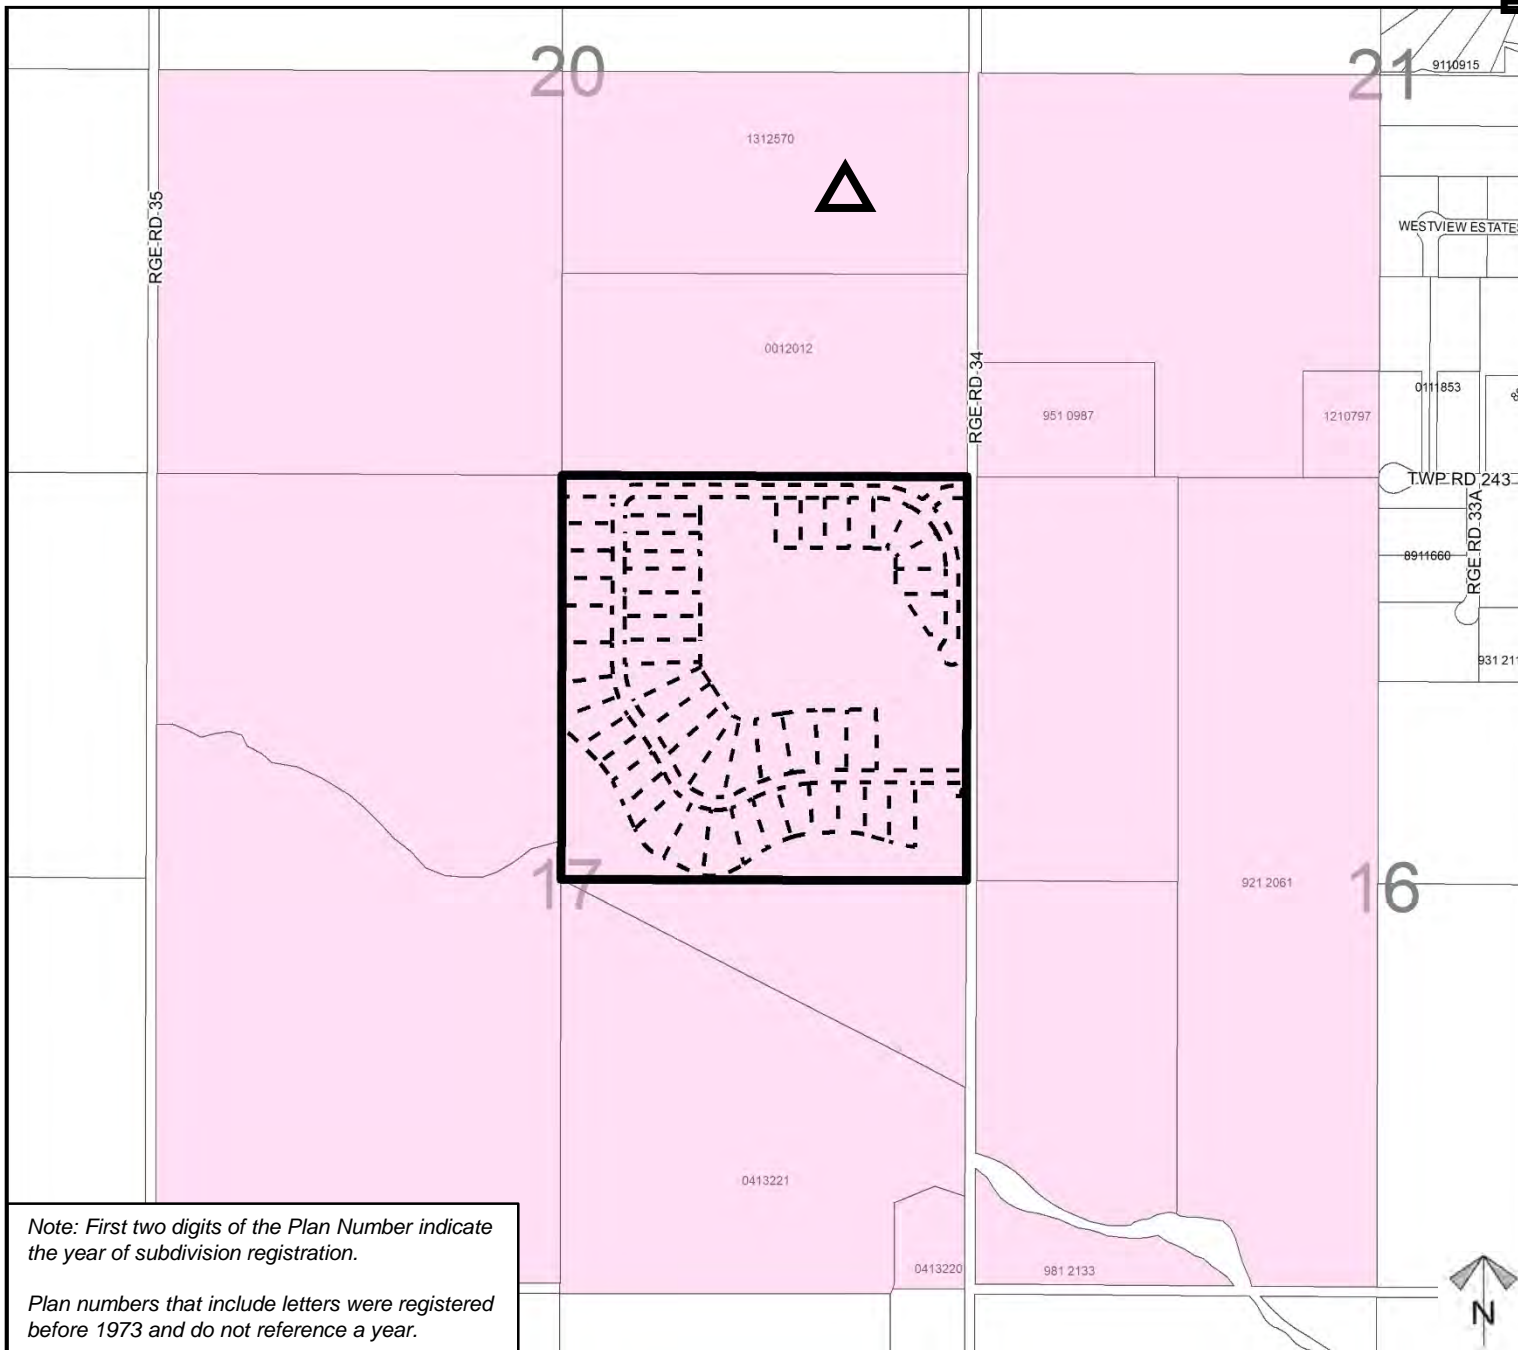 20
21
9110915
1312570
RGE-RD-35
WESTVIEW ESTATES
0012012
RGE-RD-34
951 0987
1210797
0111853
TWP RD 243
RGE-RD-33A
8911660
931 211
17
921 2061
16
0413221
0413220
981 2133
Note: First two digits of the Plan Number indicate
the year of subdivision registration.
Plan numbers that include letters were registered
before 1973 and do not reference a year.
N